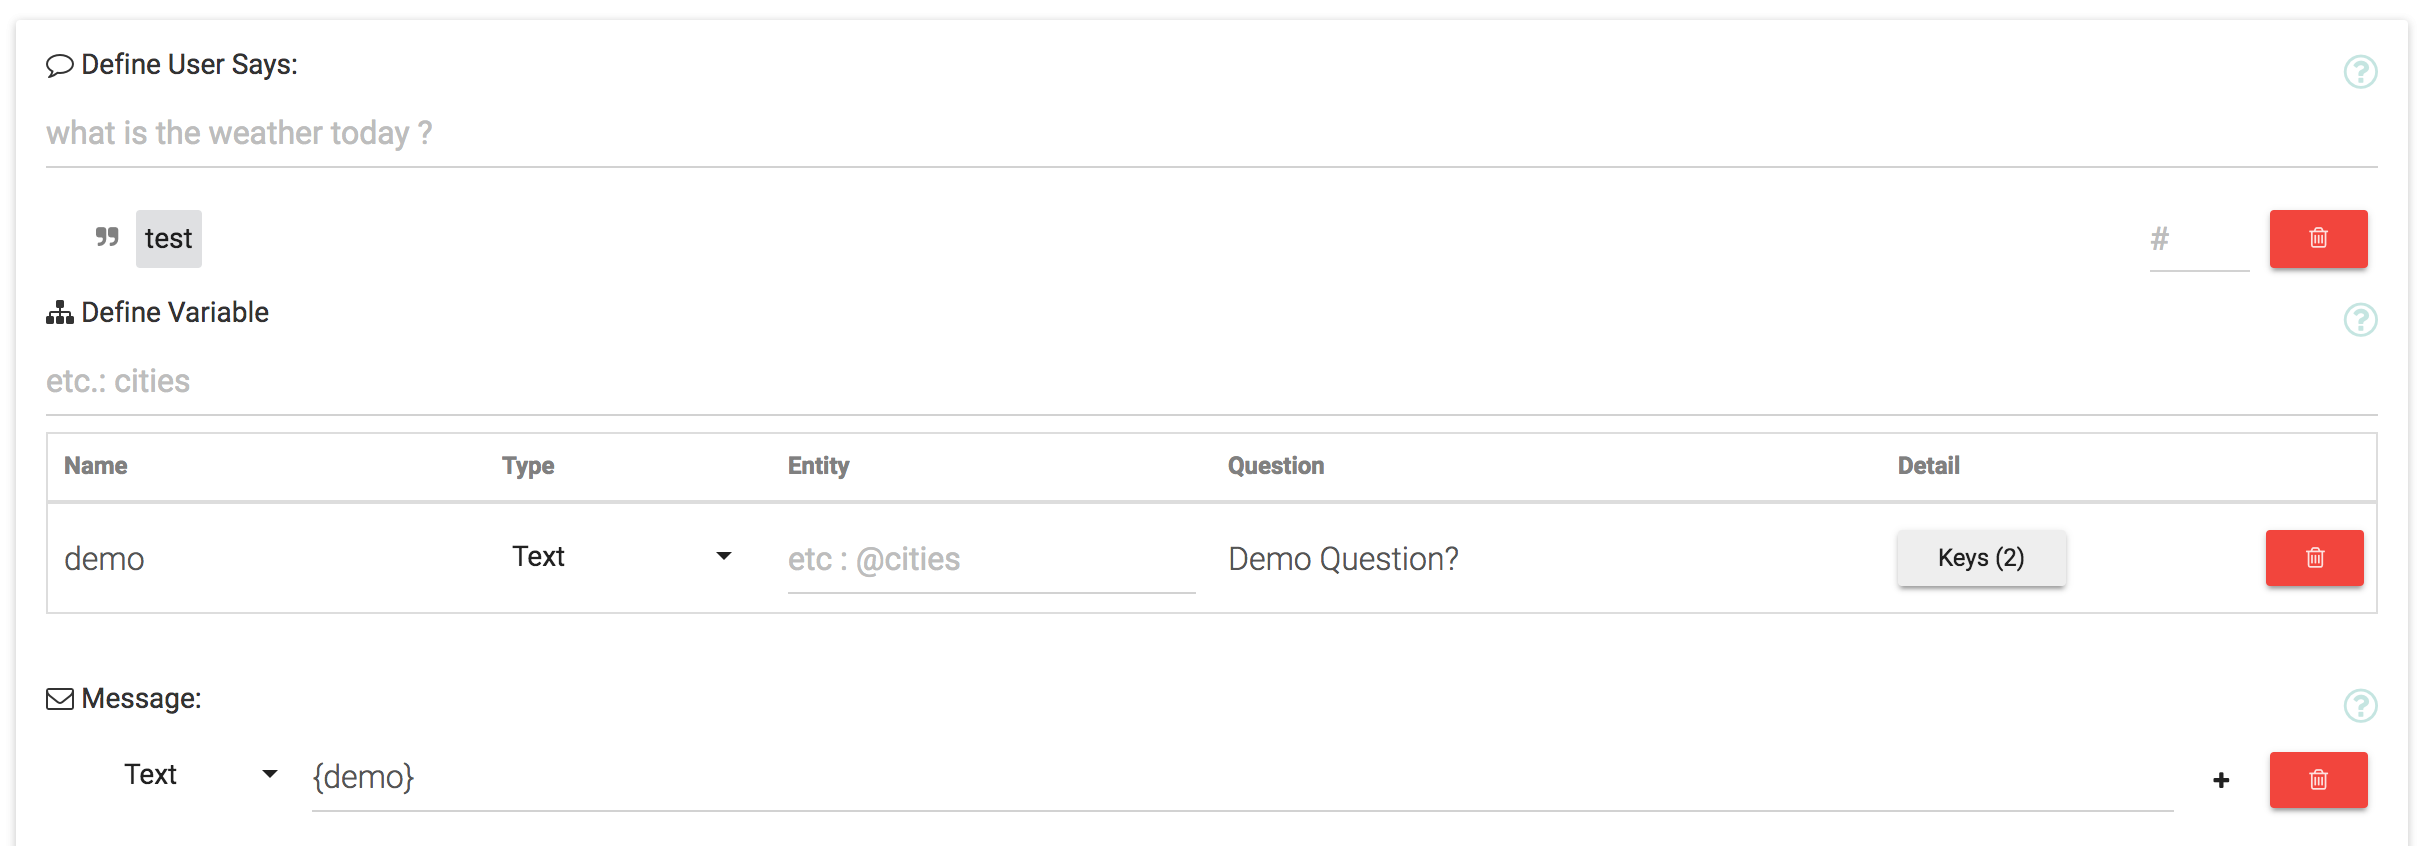 Define User Says:
what is the weather today ?
test #
Define Variable
etc.: cities
Name Type Entity Question Detail
demo Text etc : @cities Demo Question? Keys (2)
Message:
Text {demo} +